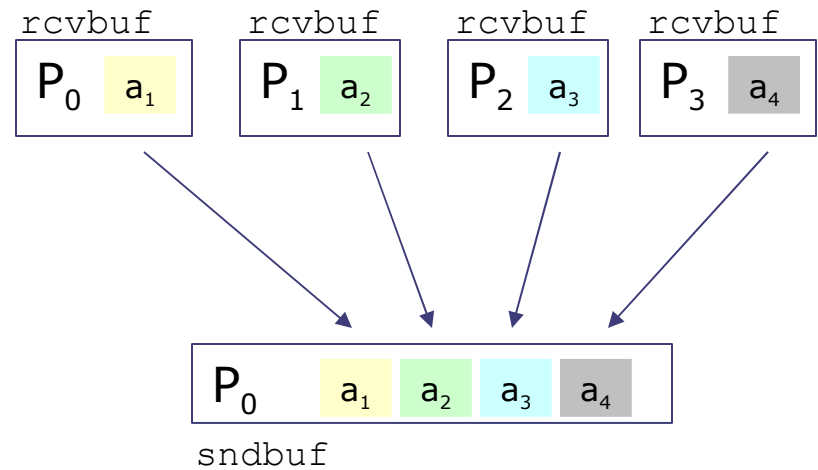 rcvbuf rcvbuf rcvbuf rcvbuf
P₀ a₁ P₁ a₂ P₂ a₃ P₃ a₄
P₀ a₁ a₂ a₃ a₄
sndbuf